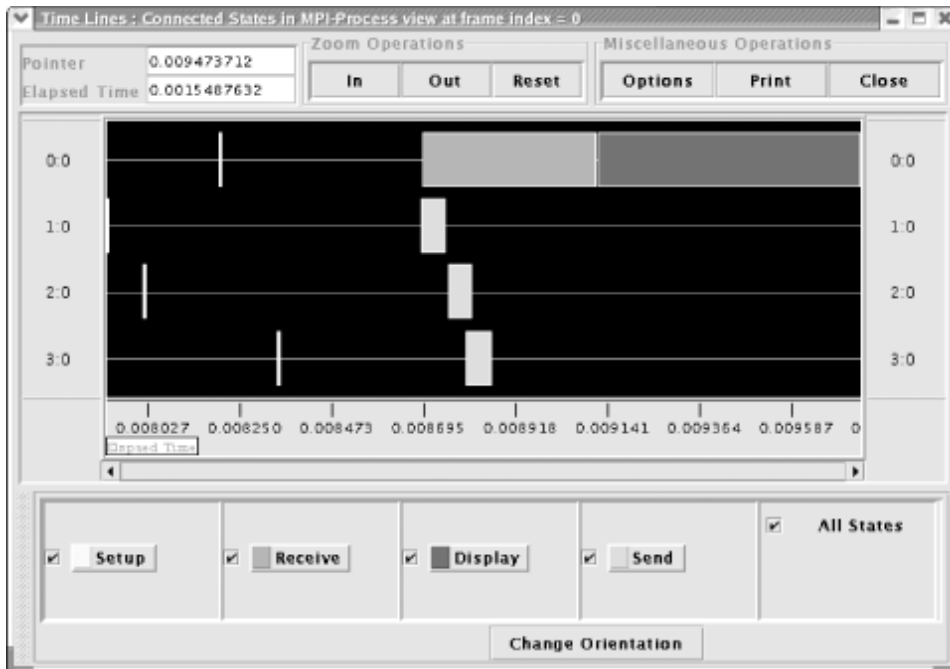 Time Lines : Connected States in MPI-Process view at frame index = 0
Zoom Operations
Miscellaneous Operations
Pointer 0.009473712
Elapsed Time 0.0015487632
In Out Reset
Options Print Close
0:0 0:0
1:0 1:0
2:0 2:0
3:0 3:0
0.008027 0.008250 0.008473 0.008695 0.008918 0.009141 0.009364 0.009587 0
Elapsed Time
All States
Setup Receive Display Send
Change Orientation